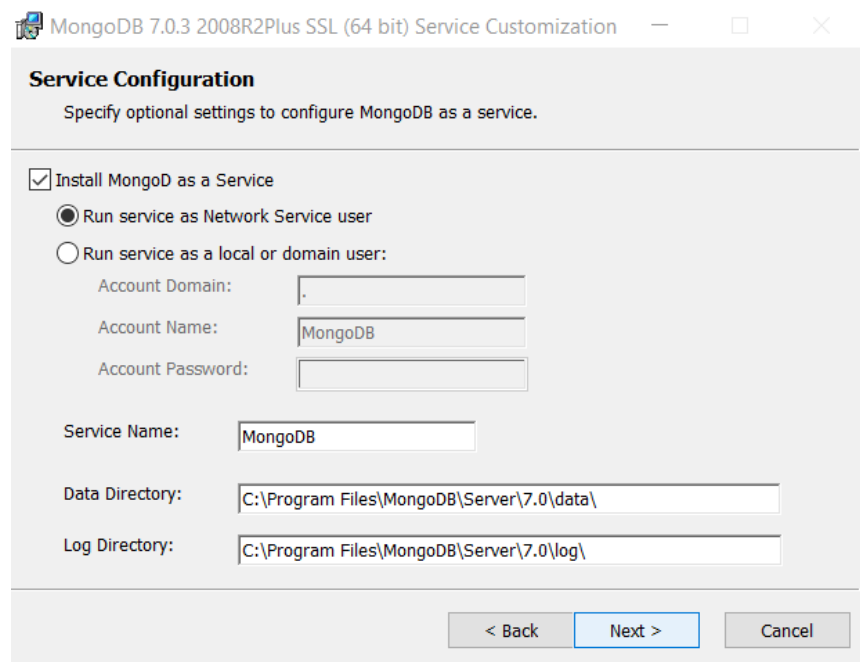 MongoDB 7.0.3 2008R2Plus SSL (64 bit) Service Customization
Service Configuration
Specify optional settings to configure MongoDB as a service.
Install MongoD as a Service
Run service as Network Service user
Run service as a local or domain user:
Account Domain: .
Account Name: MongoDB
Account Password:
Service Name: MongoDB
Data Directory: C:\Program Files\MongoDB\Server\7.0\data\
Log Directory: C:\Program Files\MongoDB\Server\7.0\log\
< Back Next > Cancel